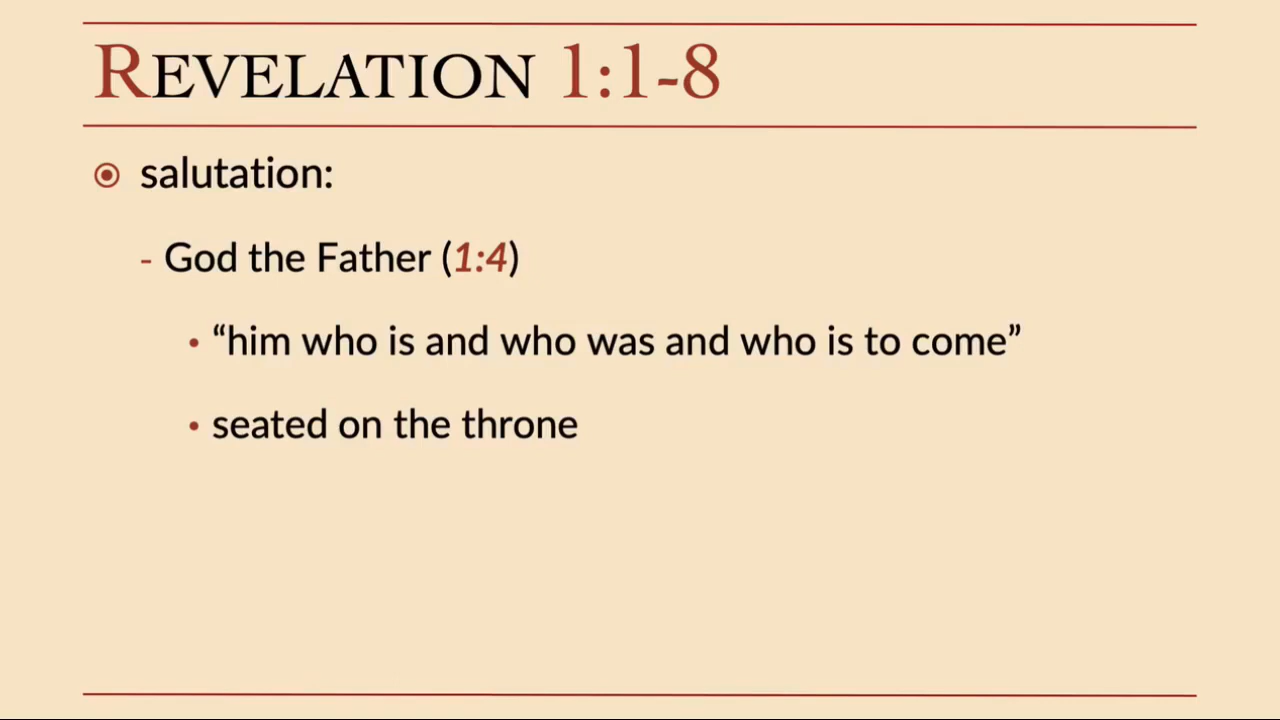 REVELATION 1:1-8
salutation:
- God the Father (1:4)
• “him who is and who was and who is to come”
• seated on the throne